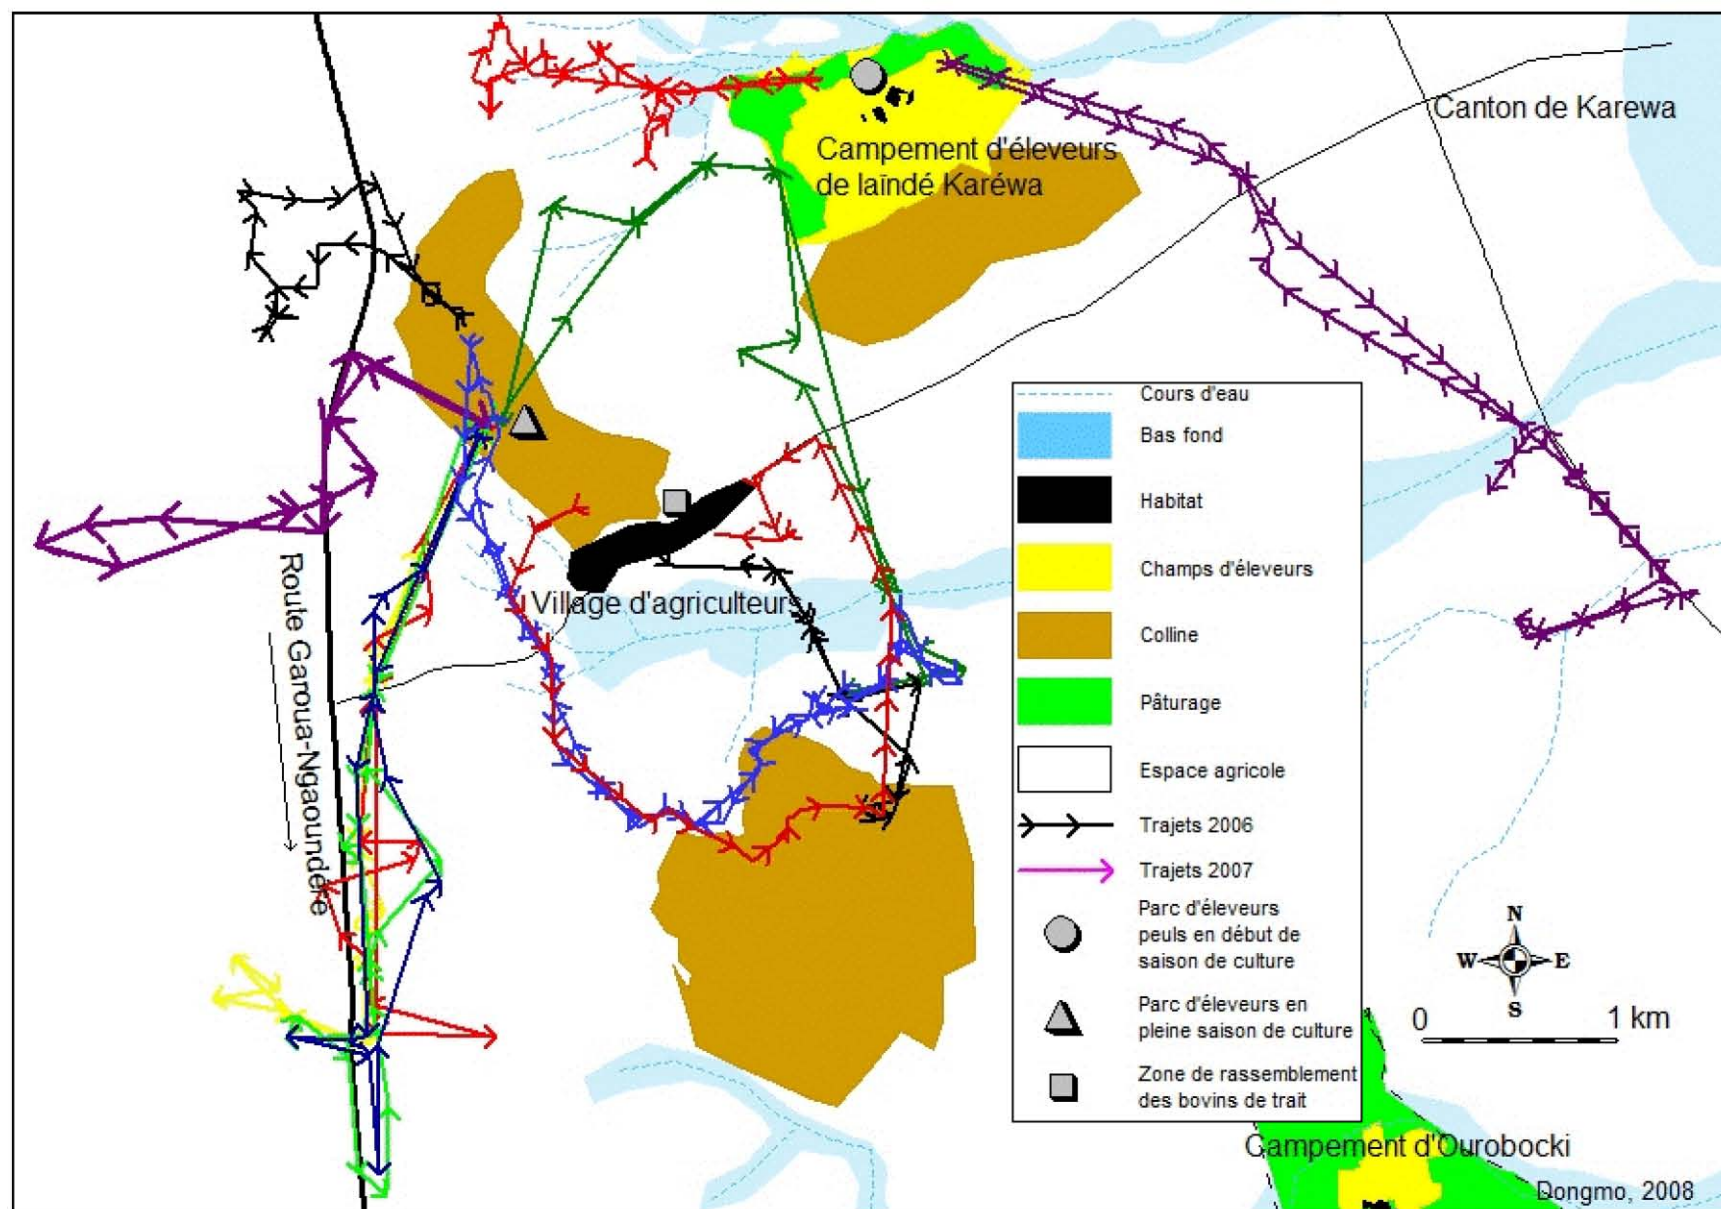 Canton de Karewa
Campement d'éleveurs
de laïndé Karéwa
Village d'agriculteurs
Route Garoua-Ngaoundéré
Cours d'eau
Bas fond
Habitat
Champs d'éleveurs
Colline
Pâturage
Espace agricole
Trajets 2006
Trajets 2007
Parc d'éleveurs
peuls en début de
saison de culture
Parc d'éleveurs en
pleine saison de culture
Zone de rassemblement
des bovins de trait
N
W E
S
0 1 km
Campement d'Ourobocki
Dongmo, 2008